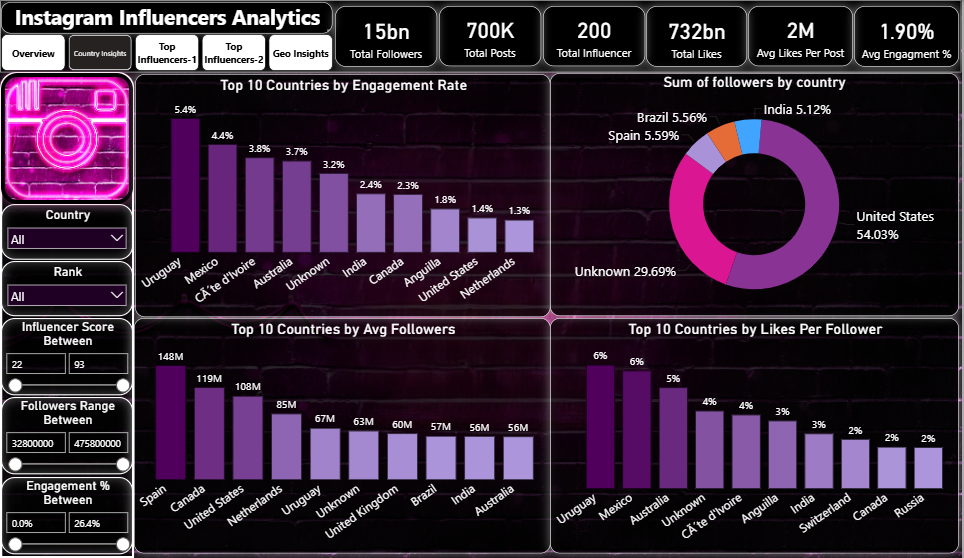 Instagram Influencers Analytics
Overview
Country Insights
Top
Influencers-1
Top
Influencers-2
Geo Insights
15bn
Total Followers
700K
Total Posts
200
Total Influencer
732bn
Total Likes
2M
Avg Likes Per Post
1.90%
Avg Engagment %
Country
All
Rank
All
Influencer Score
Between
22
93
Followers Range
Between
32800000
475800000
Engagement %
Between
0.0%
26.4%
Top 10 Countries by Engagement Rate
5.4%
4.4%
3.8%
3.7%
3.2%
2.4%
2.3%
1.8%
1.4%
1.3%
Uruguay
Mexico
CÃ´te d'Ivoire
Australia
Unknown
India
Canada
Anguilla
United States
Netherlands
Sum of followers by country
India 5.12%
Brazil 5.56%
Spain 5.59%
United States
54.03%
Unknown 29.69%
Top 10 Countries by Avg Followers
148M
119M
108M
85M
67M
63M
60M
57M
56M
56M
Spain
Canada
United States
Netherlands
Uruguay
Unknown
United Kingdom
Brazil
India
Australia
Top 10 Countries by Likes Per Follower
6%
6%
5%
4%
4%
3%
3%
2%
2%
2%
Uruguay
Mexico
Australia
Unknown
CÃ´te d'Ivoire
Anguilla
India
Switzerland
Canada
Russia